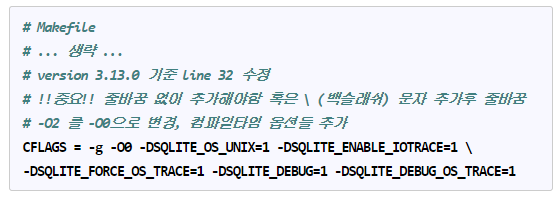 # Makefile
# ... 생략 ...
# version 3.13.0 기준 line 32 수정
# !!중요!! 줄바꿈 없이 추가해야함 혹은 \ (백슬래쉬) 문자 추가후 줄바꿈
# -O2 를 -O0으로 변경, 컴파일타임 옵션들 추가
CFLAGS = -g -O0 -DSQLITE_OS_UNIX=1 -DSQLITE_ENABLE_IOTRACE=1 \
-DSQLITE_FORCE_OS_TRACE=1 -DSQLITE_DEBUG=1 -DSQLITE_DEBUG_OS_TRACE=1